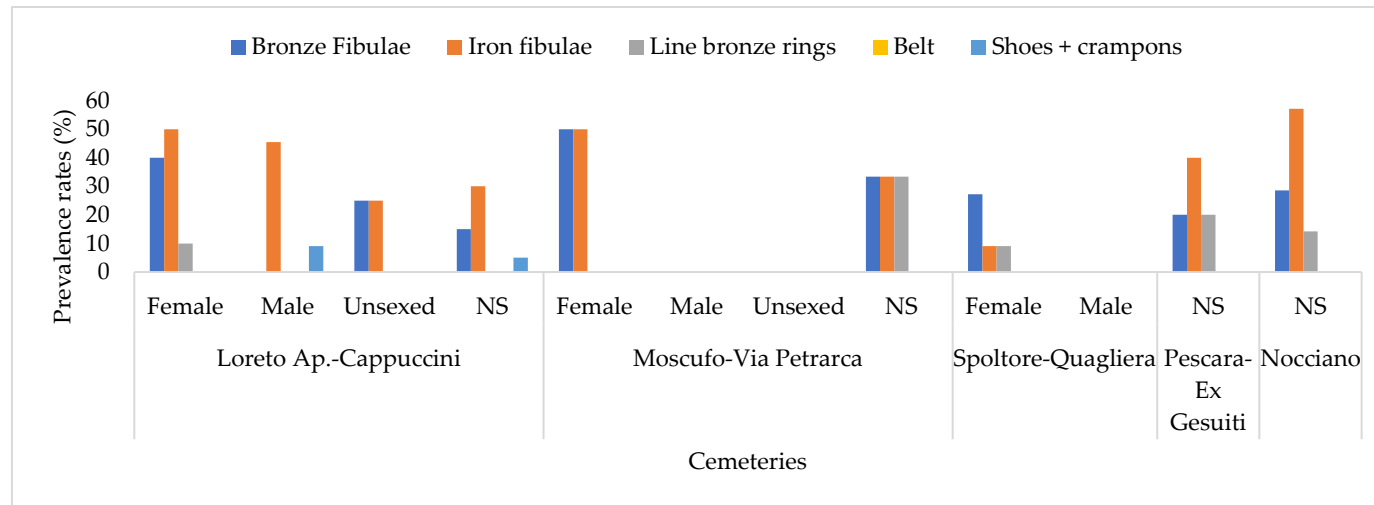 Bronze Fibulae Iron fibulae Line bronze rings Belt Shoes + crampons
Prevalence rates (%)
60
50
40
30
20
10
0
Female Male Unsexed NS Female Male Unsexed NS Female Male NS NS
Loreto Ap.-Cappuccini Moscufo-Via Petrarca Spoltore-Quagliera Pescara- Nocciano
Ex
Gesuiti
Cemeteries